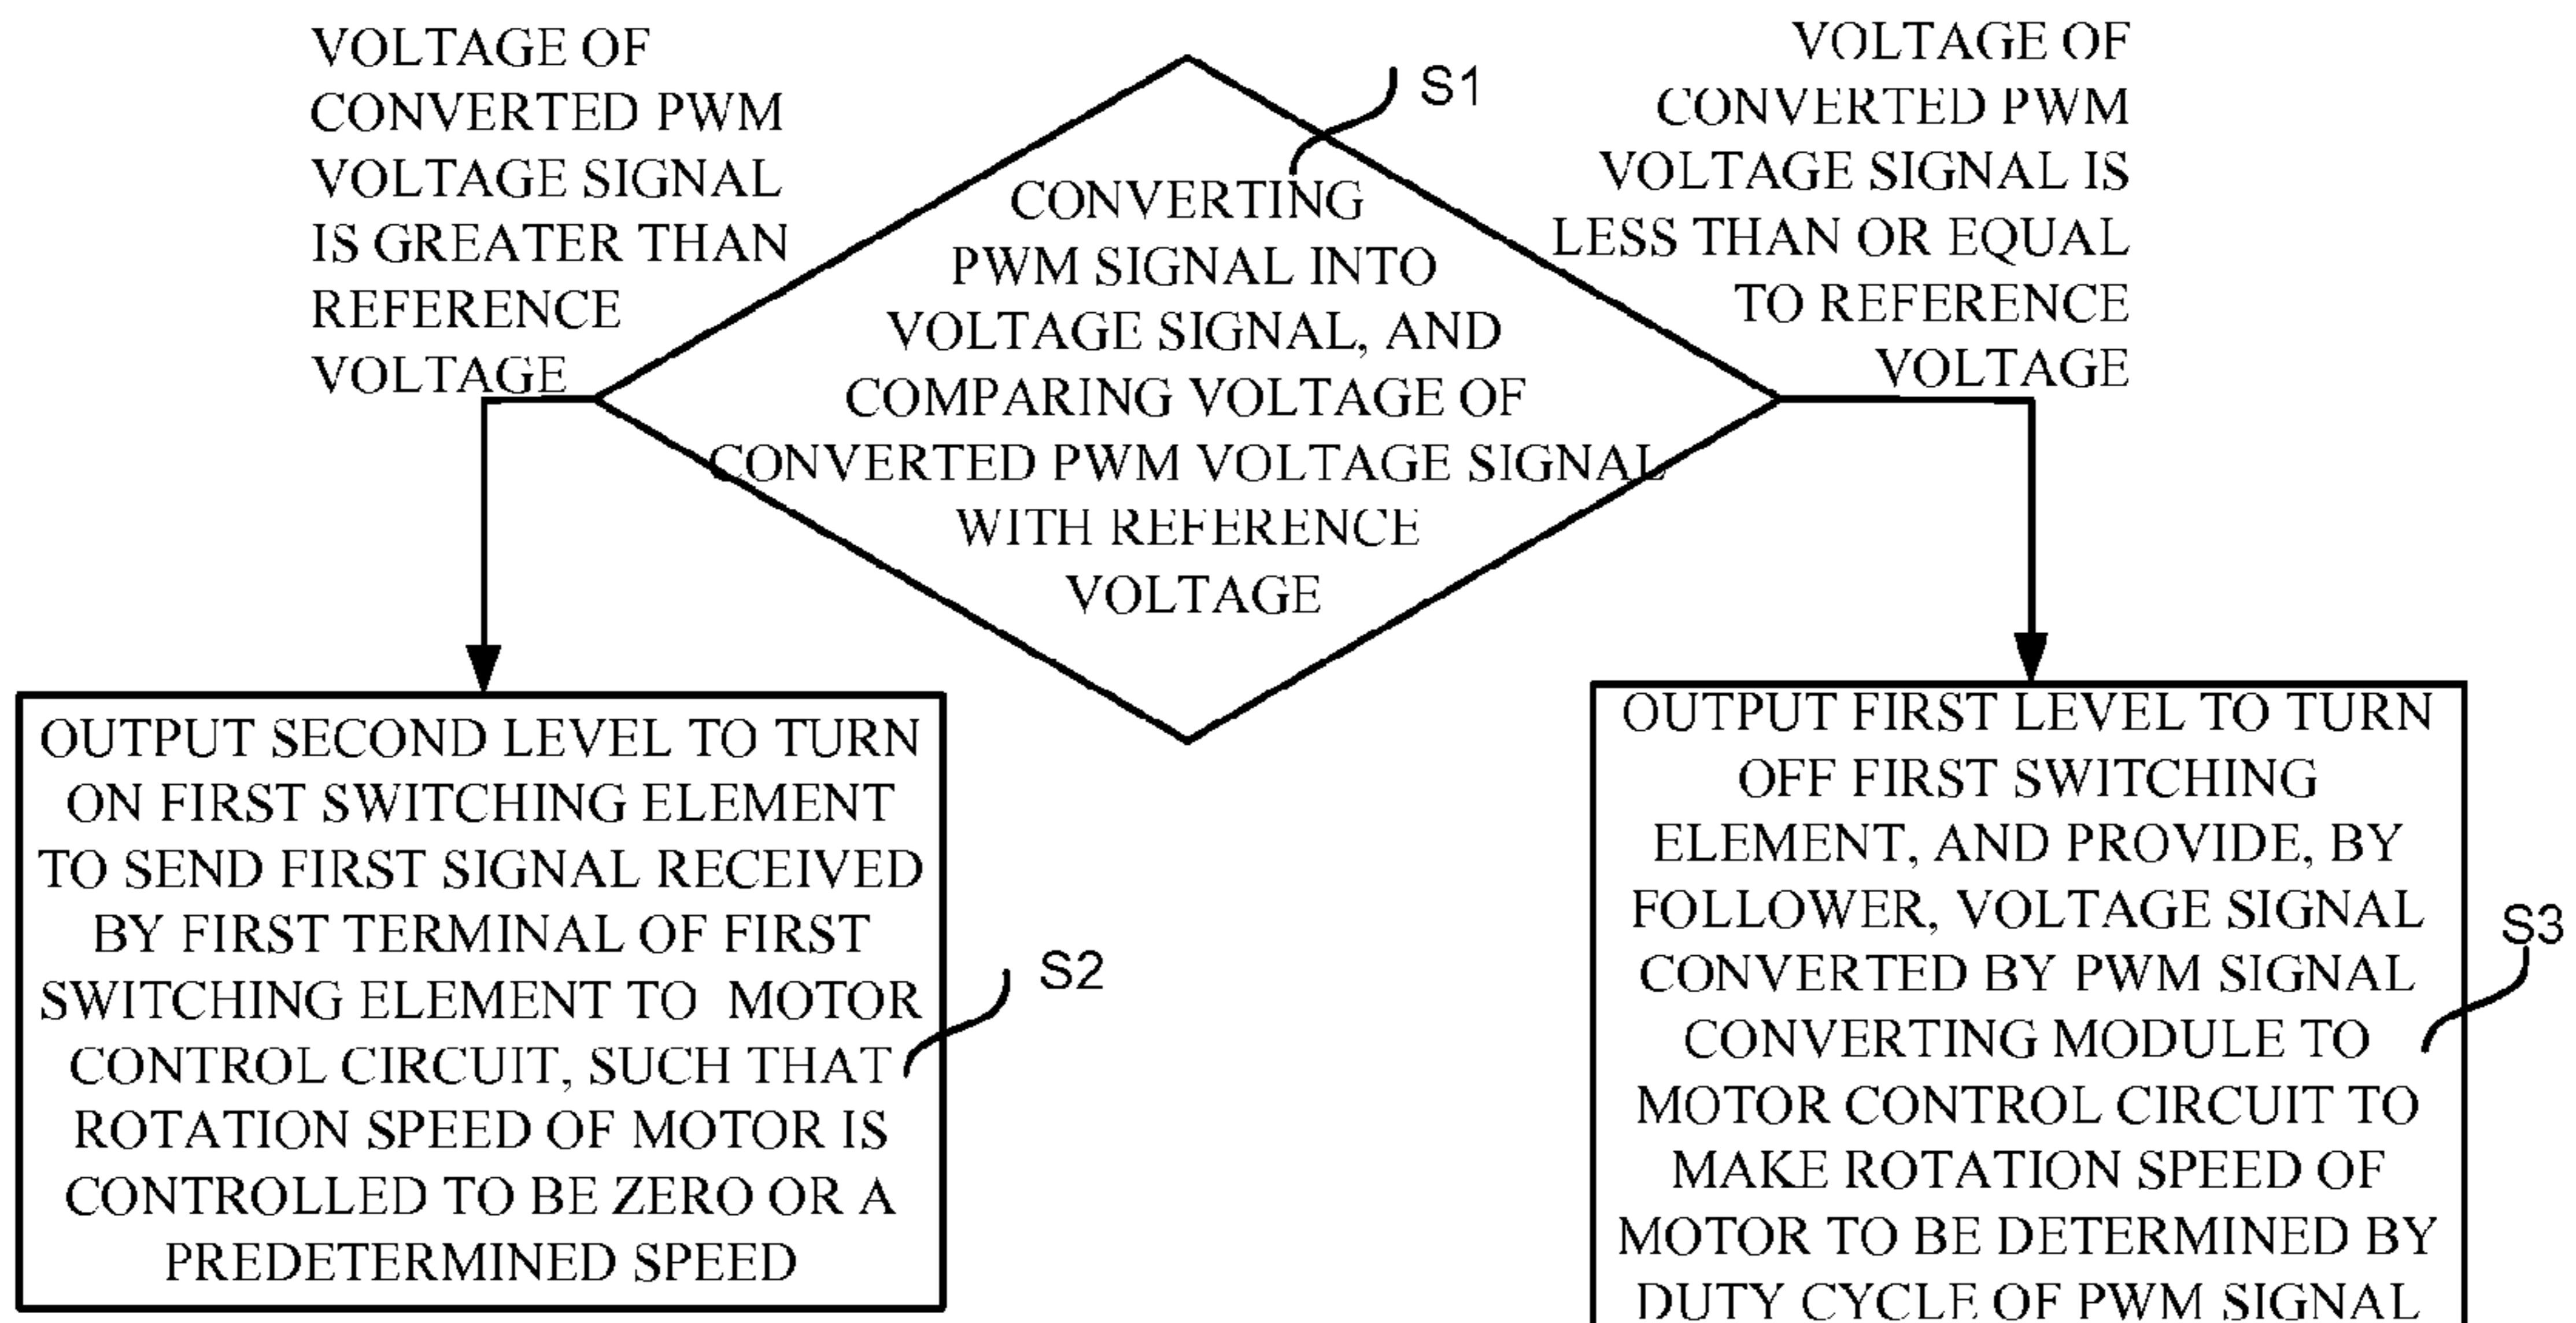 VOLTAGE OF
CONVERTED PWM
VOLTAGE SIGNAL
IS GREATER THAN
REFERENCE
VOLTAGE
S1
CONVERTING
PWM SIGNAL INTO
VOLTAGE SIGNAL, AND
COMPARING VOLTAGE OF
CONVERTED PWM VOLTAGE SIGNAL
WITH REFERENCE
VOLTAGE
VOLTAGE OF
CONVERTED PWM
VOLTAGE SIGNAL IS
LESS THAN OR EQUAL
TO REFERENCE
VOLTAGE
OUTPUT SECOND LEVEL TO TURN
ON FIRST SWITCHING ELEMENT
TO SEND FIRST SIGNAL RECEIVED
BY FIRST TERMINAL OF FIRST
SWITCHING ELEMENT TO MOTOR
CONTROL CIRCUIT, SUCH THAT
ROTATION SPEED OF MOTOR IS
CONTROLLED TO BE ZERO OR A
PREDETERMINED SPEED
S2
OUTPUT FIRST LEVEL TO TURN
OFF FIRST SWITCHING
ELEMENT, AND PROVIDE, BY
FOLLOWER, VOLTAGE SIGNAL
CONVERTED BY PWM SIGNAL
CONVERTING MODULE TO
MOTOR CONTROL CIRCUIT TO
MAKE ROTATION SPEED OF
MOTOR TO BE DETERMINED BY
DUTY CYCLE OF PWM SIGNAL
S3